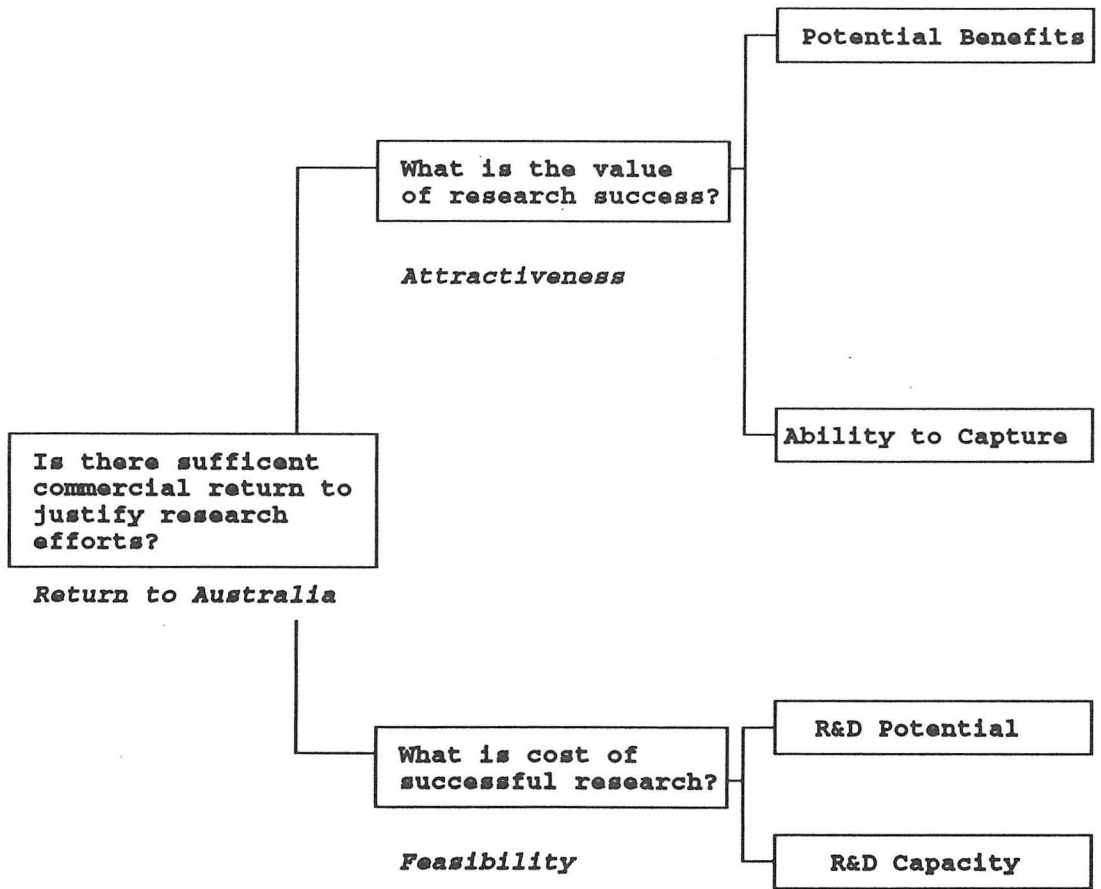 Potential Benefits
What is the value
of research success?
Attractiveness
Ability to Capture
Is there sufficent
commercial return to
justify research
efforts?
Return to Australia
R&D Potential
What is cost of
successful research?
Feasibility
R&D Capacity